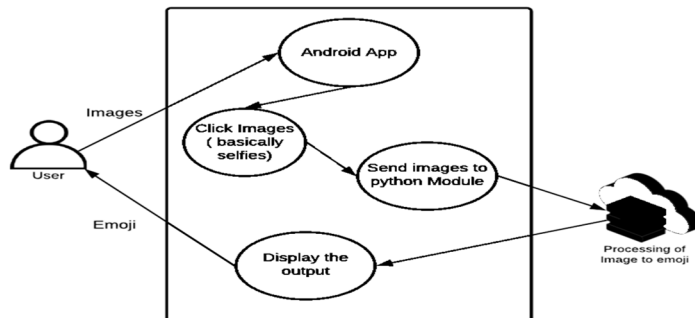 Android App
Images
Click Images
( basically
selfies)
Send images to
python Module
User
Emoji
Display the
output
Processing of
Image to emoji